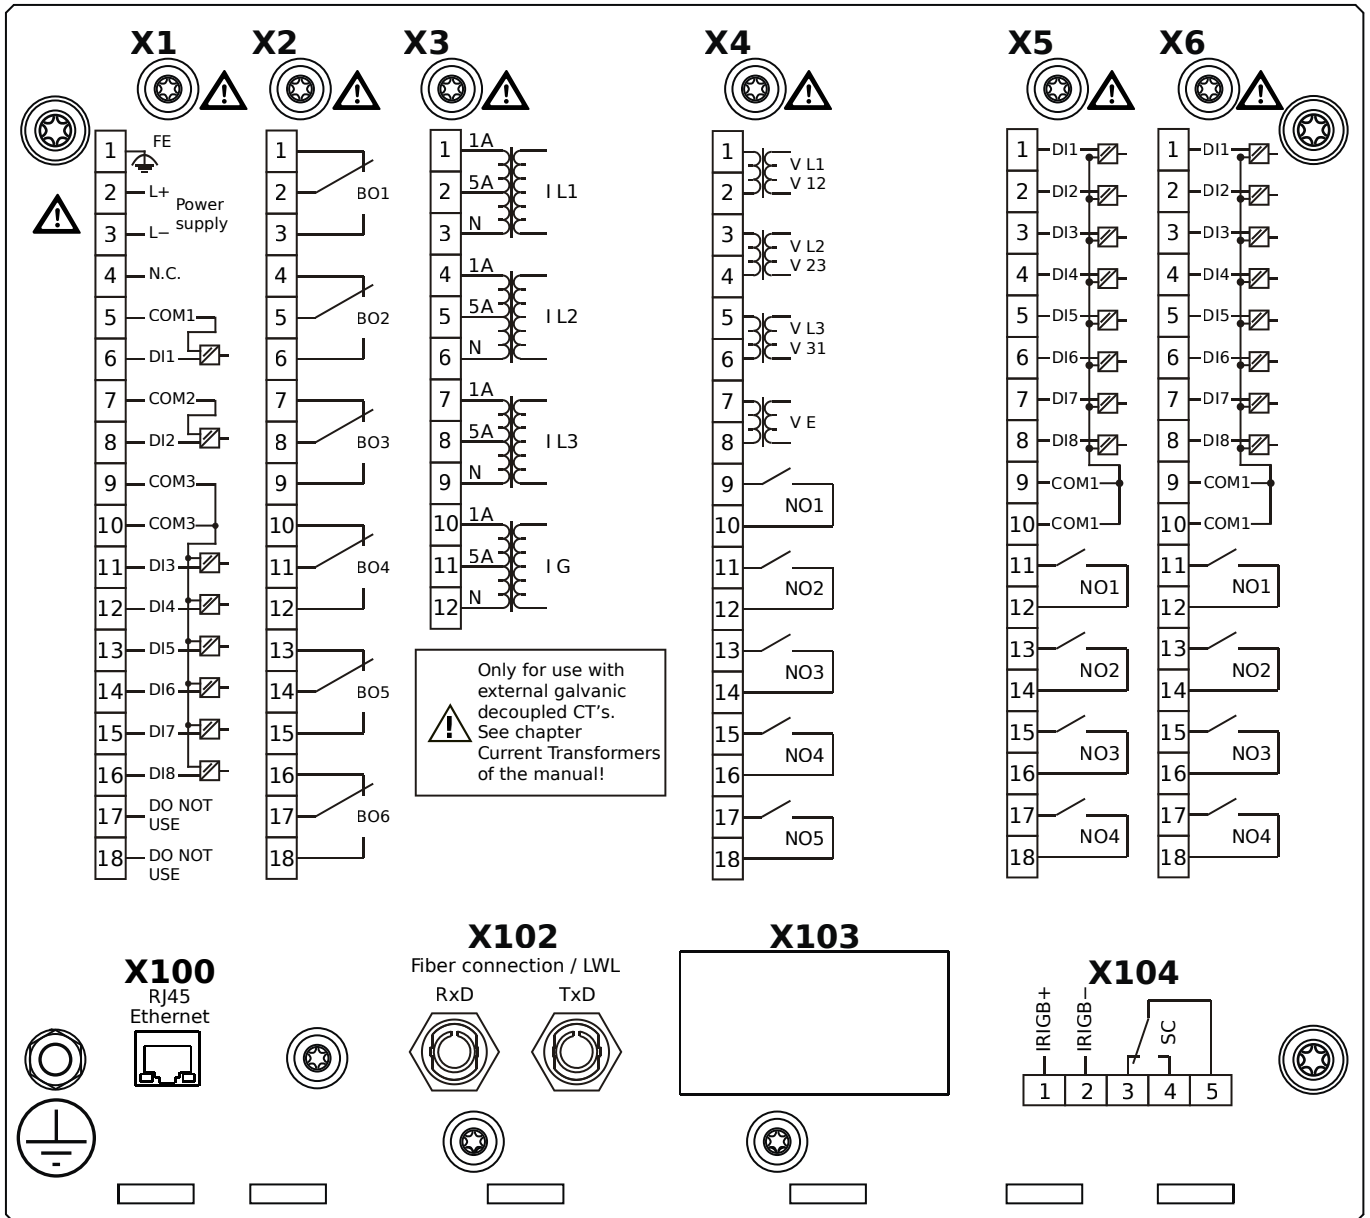 X1 X2 X3 X4 X5 X6
1 FE
2 L+
Power
supply
3 L−
4 N.C.
5 COM1
6 DI1
7 COM2
8 DI2
9 COM3
10 COM3
11 DI3
12 DI4
13 DI5
14 DI6
15 DI7
16 DI8
17 DO NOT
USE
18 DO NOT
USE
1
2 BO1
3
4
5 BO2
6
7
8 BO3
9
10
11 BO4
12
13
14 BO5
15
16
17 BO6
18
1 1A
2 5A I L1
3 N
4 1A
5 5A I L2
6 N
7 1A
8 5A I L3
9 N
10 1A
11 5A I G
12 N
Only for use with
external galvanic
decoupled CT's.
See chapter
Current Transformers
of the manual!
1 V L1
2 V 12
3 V L2
4 V 23
5 V L3
6 V 31
7 V E
8
9
NO1
10
11
NO2
12
13
NO3
14
15
NO4
16
17
NO5
18
1 DI1
2 DI2
3 DI3
4 DI4
5 DI5
6 DI6
7 DI7
8 DI8
9 COM1
10 COM1
11
NO1
12
13
NO2
14
15
NO3
16
17
NO4
18
1 DI1
2 DI2
3 DI3
4 DI4
5 DI5
6 DI6
7 DI7
8 DI8
9 COM1
10 COM1
11
NO1
12
13
NO2
14
15
NO3
16
17
NO4
18
X100
RJ45
Ethernet
X102
Fiber connection / LWL
RxD TxD
X103
X104
IRIGB+
IRIGB−
SC
1 2 3 4 5